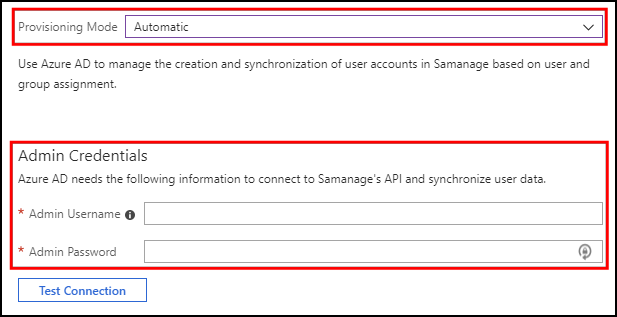 Provisioning Mode Automatic
Use Azure AD to manage the creation and synchronization of user accounts in Samanage based on user and
group assignment.
Admin Credentials
Azure AD needs the following information to connect to Samanage's API and synchronize user data.
* Admin Username
* Admin Password
Test Connection